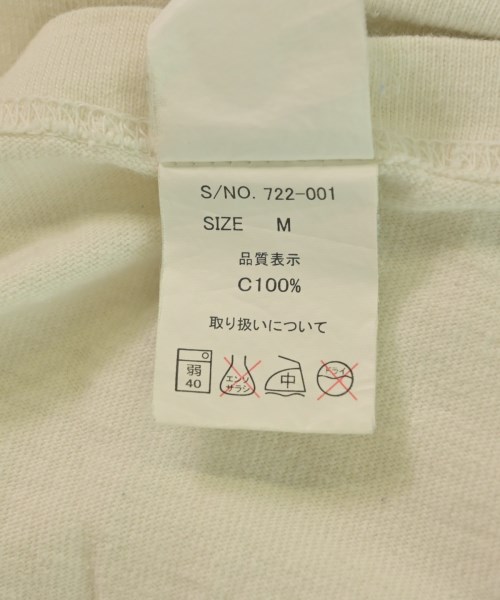 S/NO. 722-001
SIZE M
品質表示
C100%
取り扱いについて
弱
40
エンソ
サラシ
中
ドライ